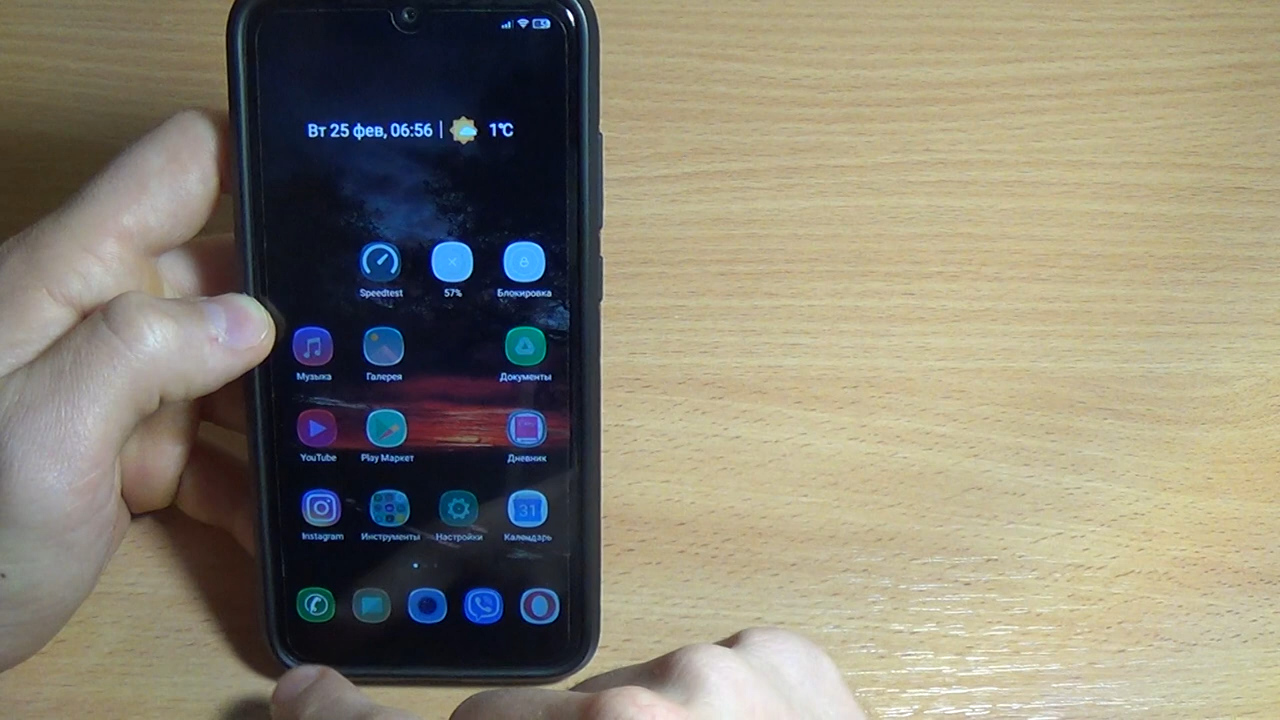 Вт 25 фев, 06:56 | 1°C
Speedtest 57% Блокировка
Музыка Галерея Документы
YouTube Play Маркет Дневник
31
Instagram Инструменты Настройки Календарь